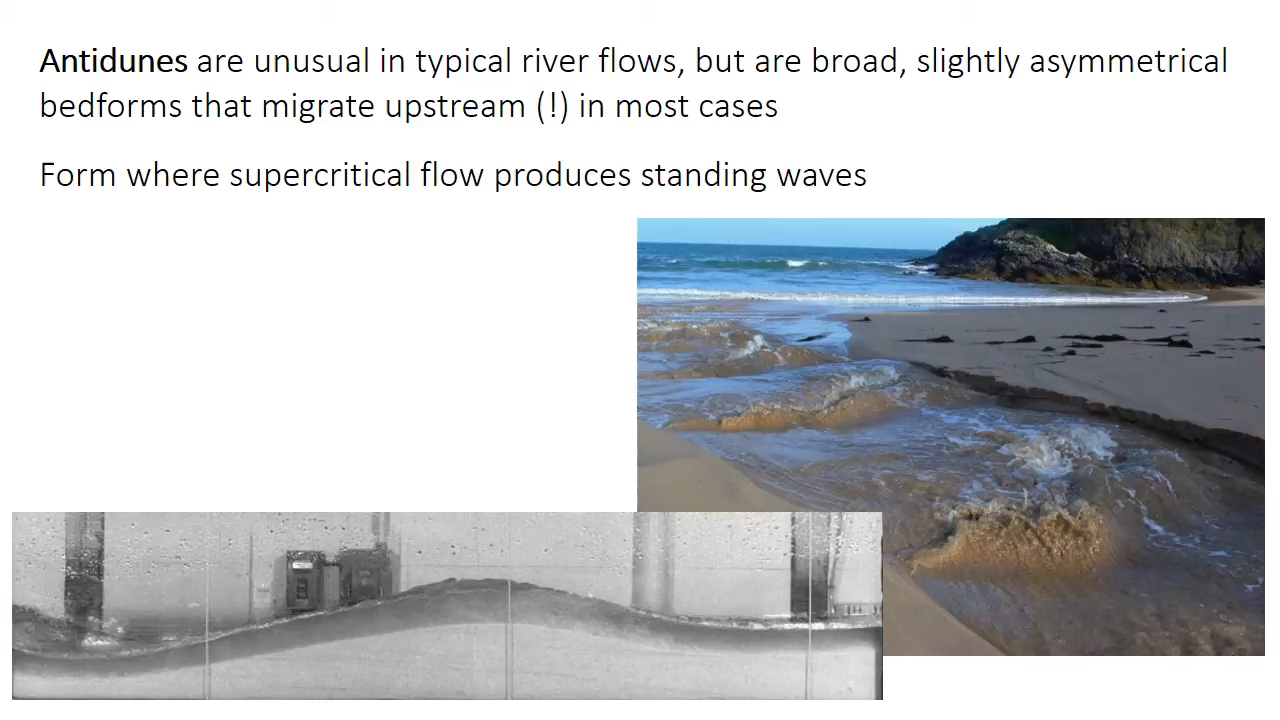 Antidunes are unusual in typical river flows, but are broad, slightly asymmetrical
bedforms that migrate upstream (!) in most cases
Form where supercritical flow produces standing waves